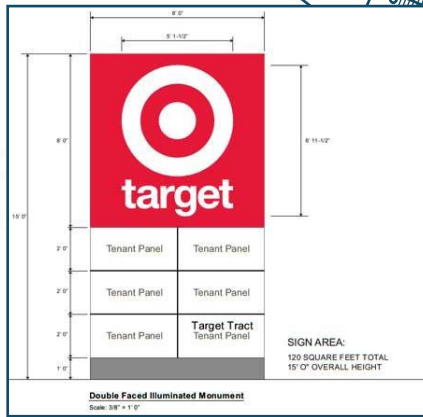 8' 0"
5' 1-1/2"
8' 0"
6' 11-1/2"
15' 0"
target
2' 0"
Tenant Panel Tenant Panel
2' 0"
Tenant Panel Tenant Panel
Target Tract
2' 0"
Tenant Panel Tenant Panel
SIGN AREA:
120 SQUARE FEET TOTAL
15' O" OVERALL HEIGHT
1' 0"
Double Faced Illuminated Monument
Scale: 3/8" = 1' 0"